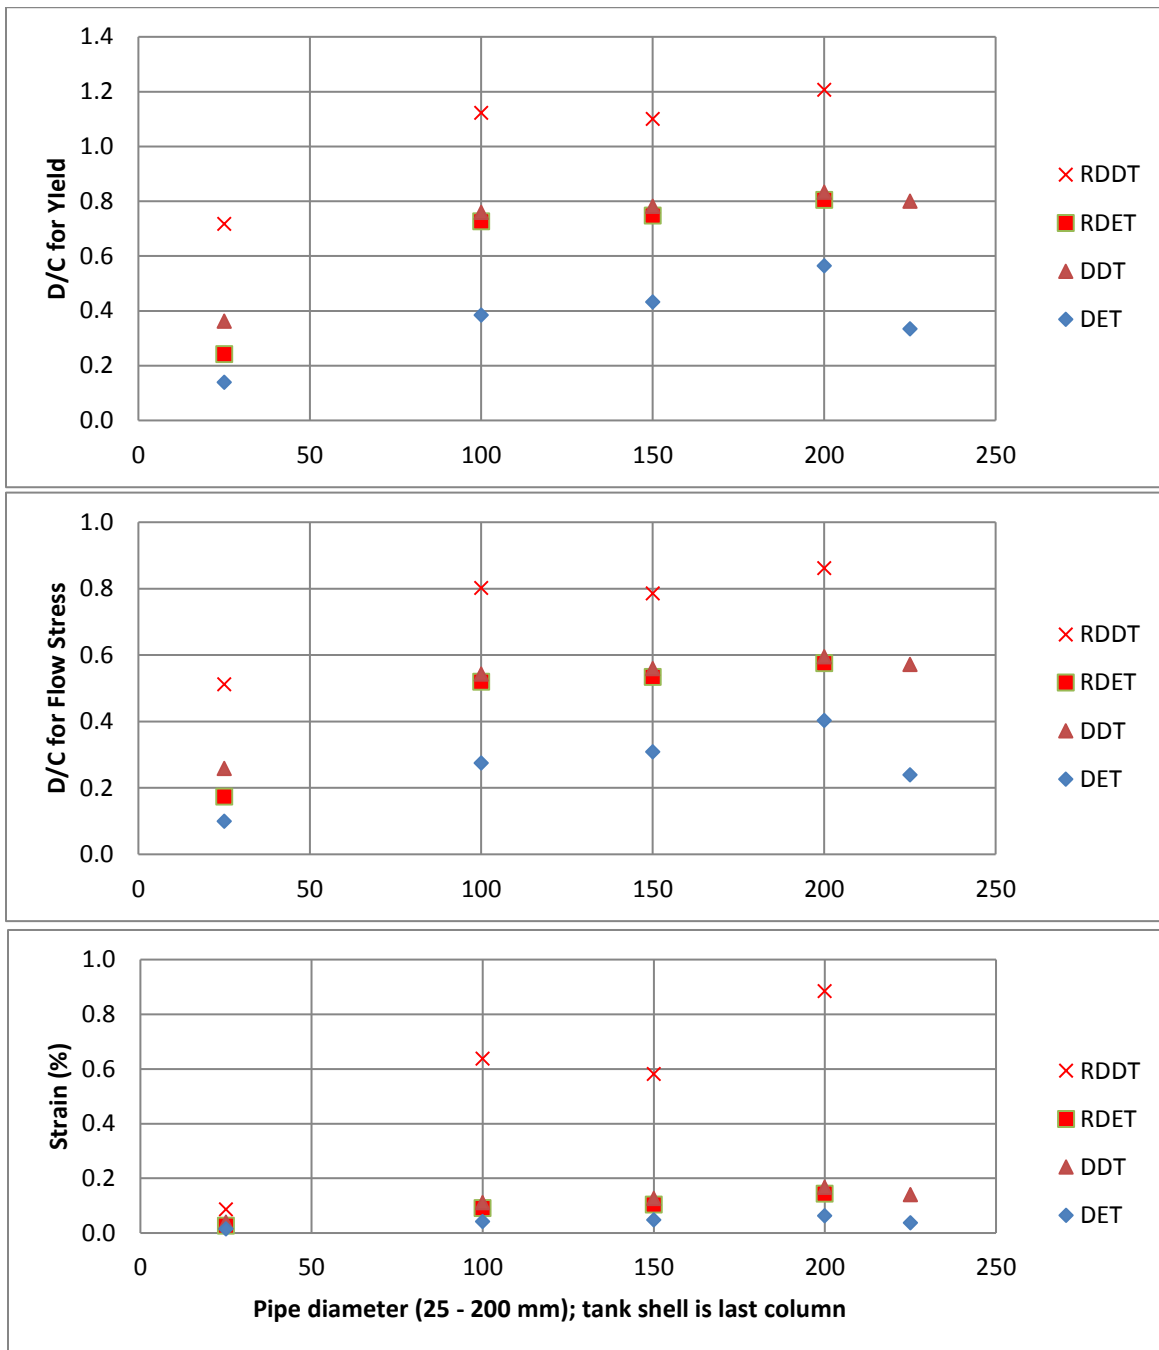 D/C for Yield
1.4
1.2
1.0
0.8
0.6
0.4
0.2
0.0
0 50 100 150 200 250
RDDT
RDET
DDT
DET
D/C for Flow Stress
1.0
0.8
0.6
0.4
0.2
0.0
0 50 100 150 200 250
RDDT
RDET
DDT
DET
Strain (%)
1.0
0.8
0.6
0.4
0.2
0.0
0 50 100 150 200 250
RDDT
RDET
DDT
DET
Pipe diameter (25 - 200 mm); tank shell is last column